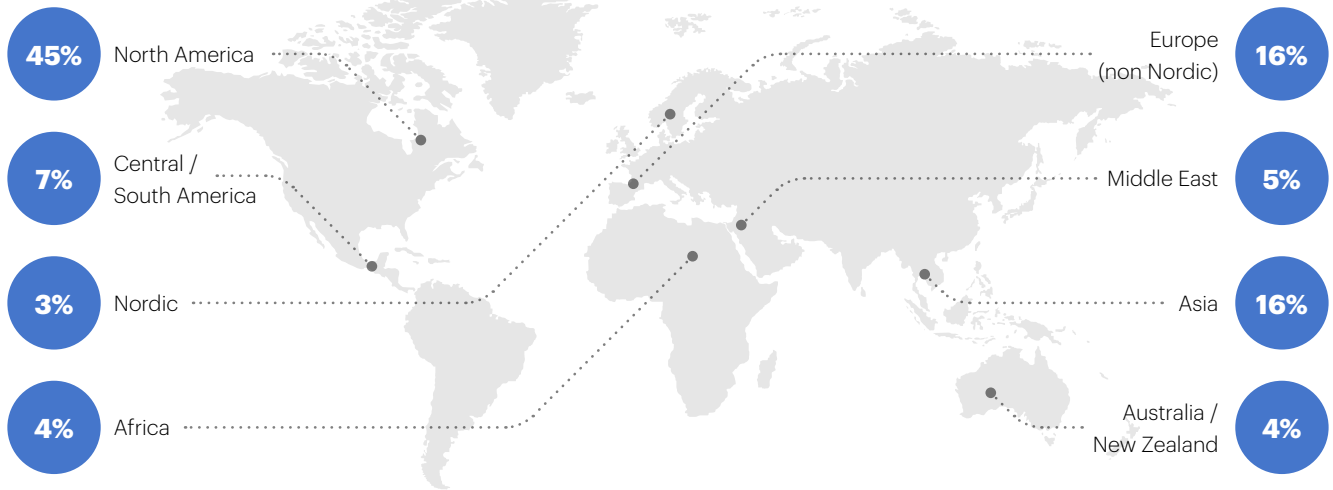 45%
North America
7%
Central /
South America
3%
Nordic
4%
Africa
Europe
(non Nordic)
16%
Middle East
5%
Asia
16%
Australia /
New Zealand
4%